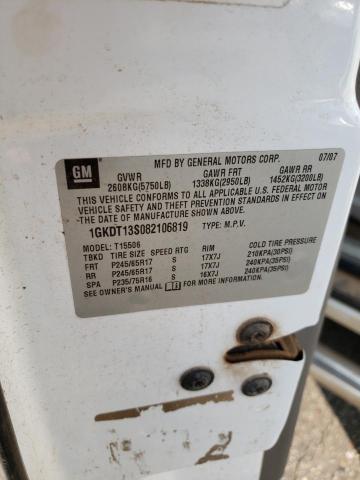 GM
MFD BY GENERAL MOTORS CORP. 07/07
GVWR GAWR FRT GAWR RR
2608KG(5750LB) 1338KG(2950LB) 1452KG(3200LB)
THIS VEHICLE CONFORMS TO ALL APPLICABLE U.S. FEDERAL MOTOR
VEHICLE SAFETY AND THEFT PREVENTION STANDARDS IN EFFECT ON
THE DATE OF MANUFACTURE SHOWN ABOVE.
1GKDT13S082106819 TYPE: M.P.V.
MODEL: T15506
TBKD TIRE SIZE SPEED RTG RIM COLD TIRE PRESSURE
FRT P245/65R17 S 17X7J 210KPA(30PSI)
RR P245/65R17 S 17X7J 240KPA(35PSI)
SPA P235/75R16 S 16X7J 240KPA(35PSI)
SEE OWNER'S MANUAL FOR ADDITIONAL INFORMATION